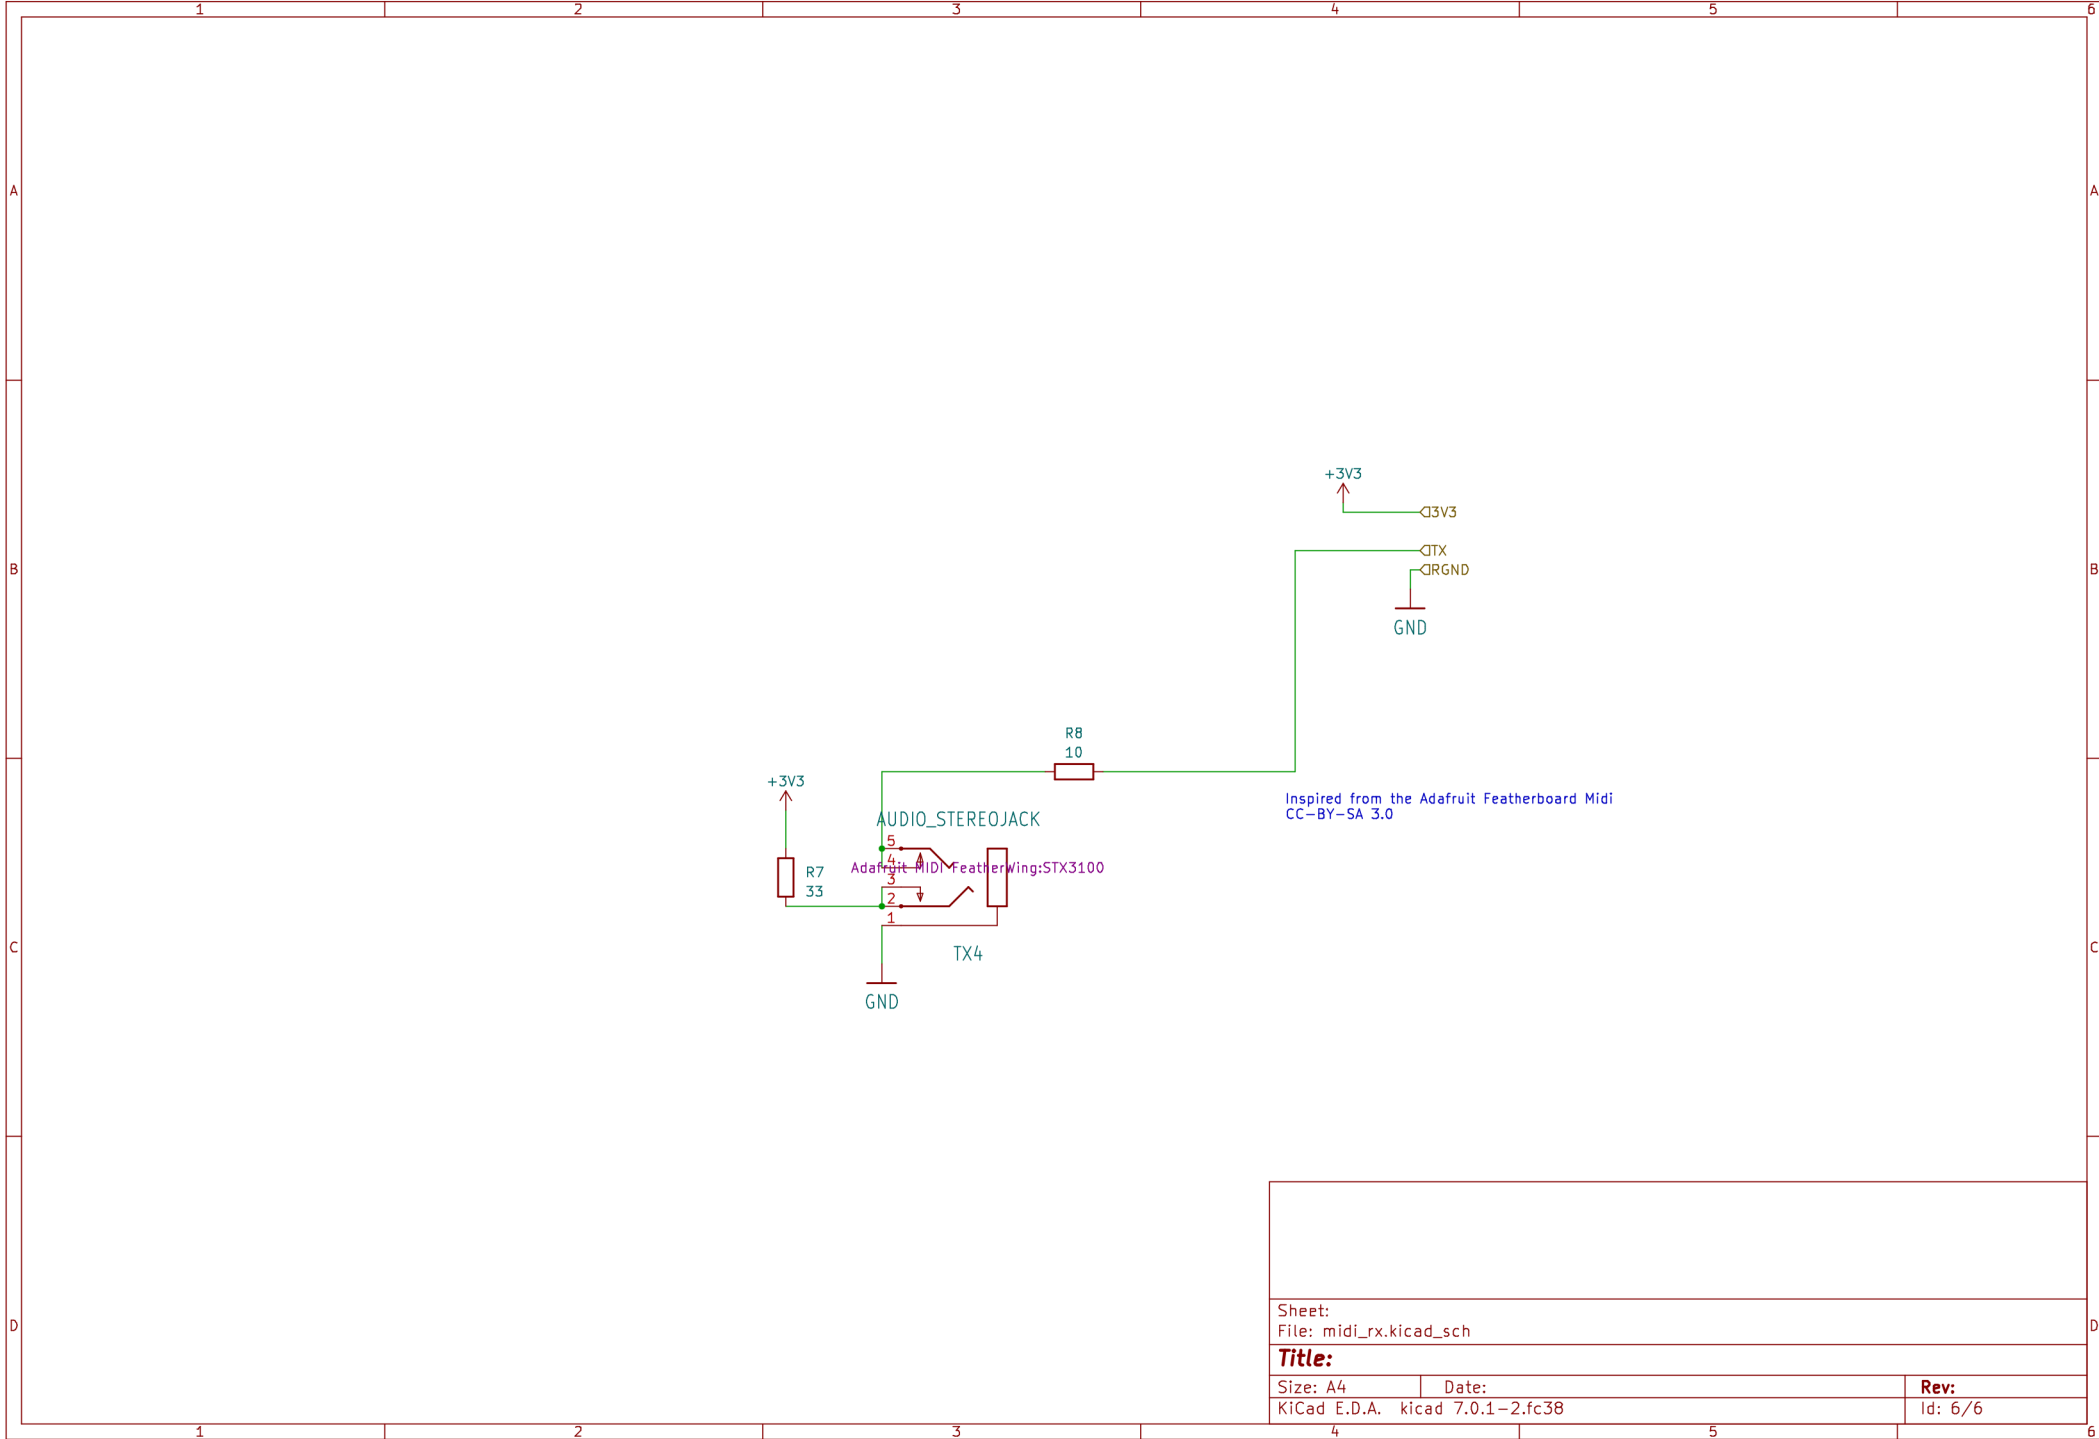 1 2 3 4 5 6
A A
+3V3
3V3
TX
B RGND B
GND
R8
10
+3V3
Inspired from the Adafruit Featherboard Midi
CC-BY-SA 3.0
AUDIO_STEREOJACK
5
4
Adafruit MIDI FeatherWing:STX3100
R7
3
33
2
1
C C
TX4
GND
Sheet:
D D
File: midi_rx.kicad_sch
Title:
Size: A4 Date: Rev:
KiCad E.D.A. kicad 7.0.1-2.fc38 Id: 6/6
1 2 3 4 5 6